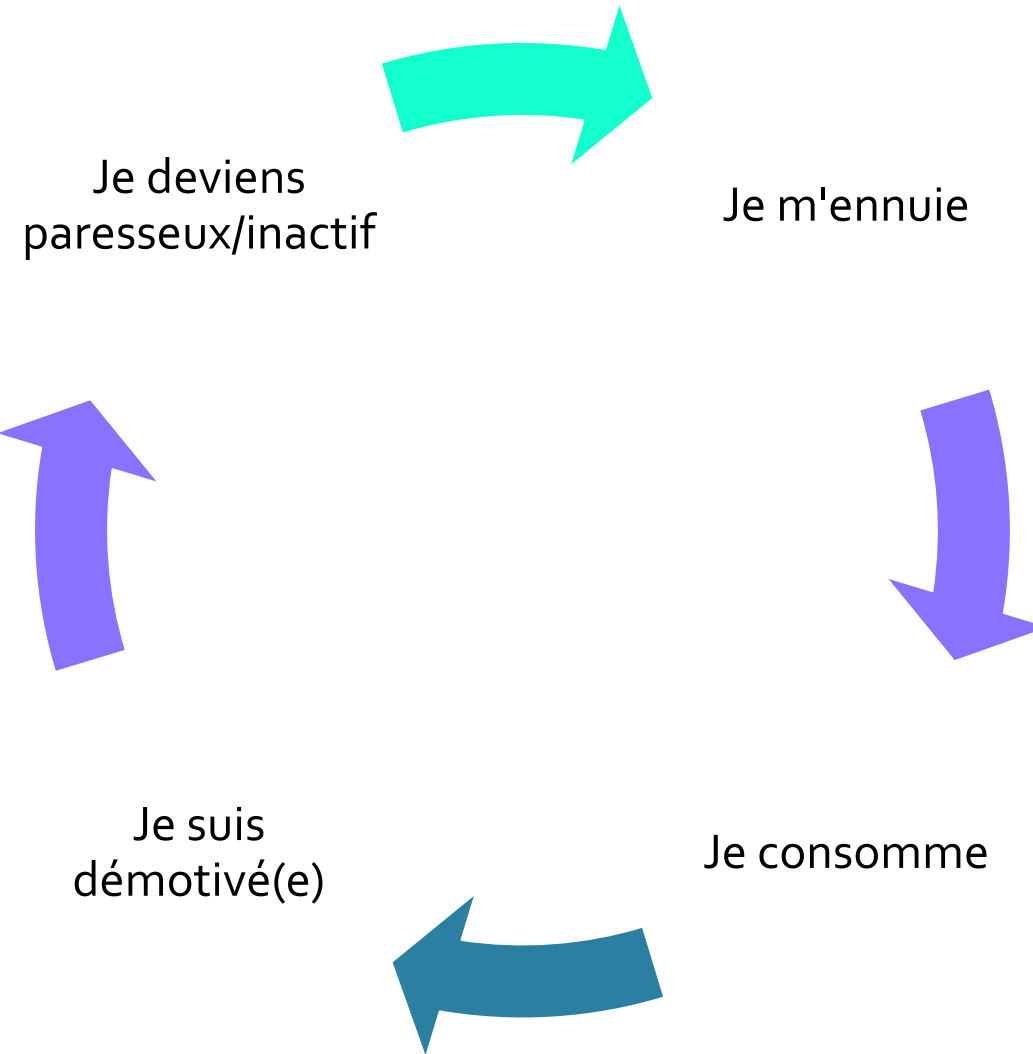 Je deviens
paresseux/inactif
Je m'ennuie
Je suis
démotivé(e)
Je consomme